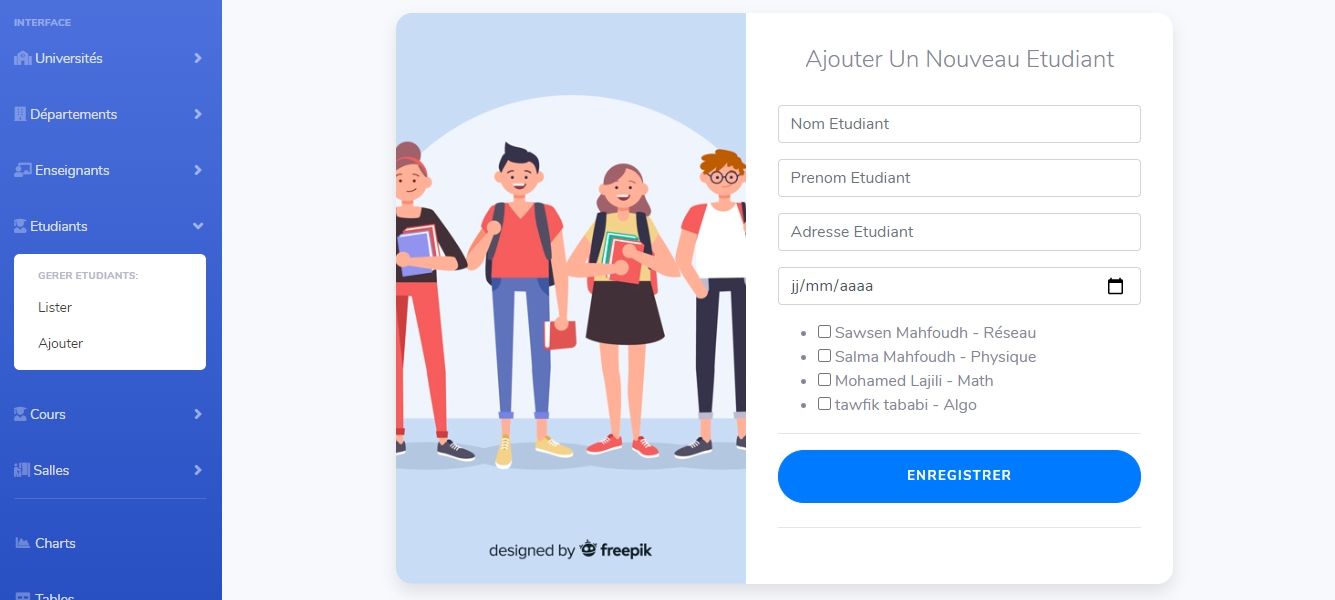 INTERFACE
Universités
Départements
Enseignants
Etudiants
GERER ETUDIANTS:
Lister
Ajouter
Cours
Salles
Charts
Tables
designed by freepik
Ajouter Un Nouveau Etudiant
Nom Etudiant
Prenom Etudiant
Adresse Etudiant
jj/mm/aaaa
Sawsen Mahfoudh - Réseau
Salma Mahfoudh - Physique
Mohamed Lajili - Math
tawfik tababi - Algo
ENREGISTRER